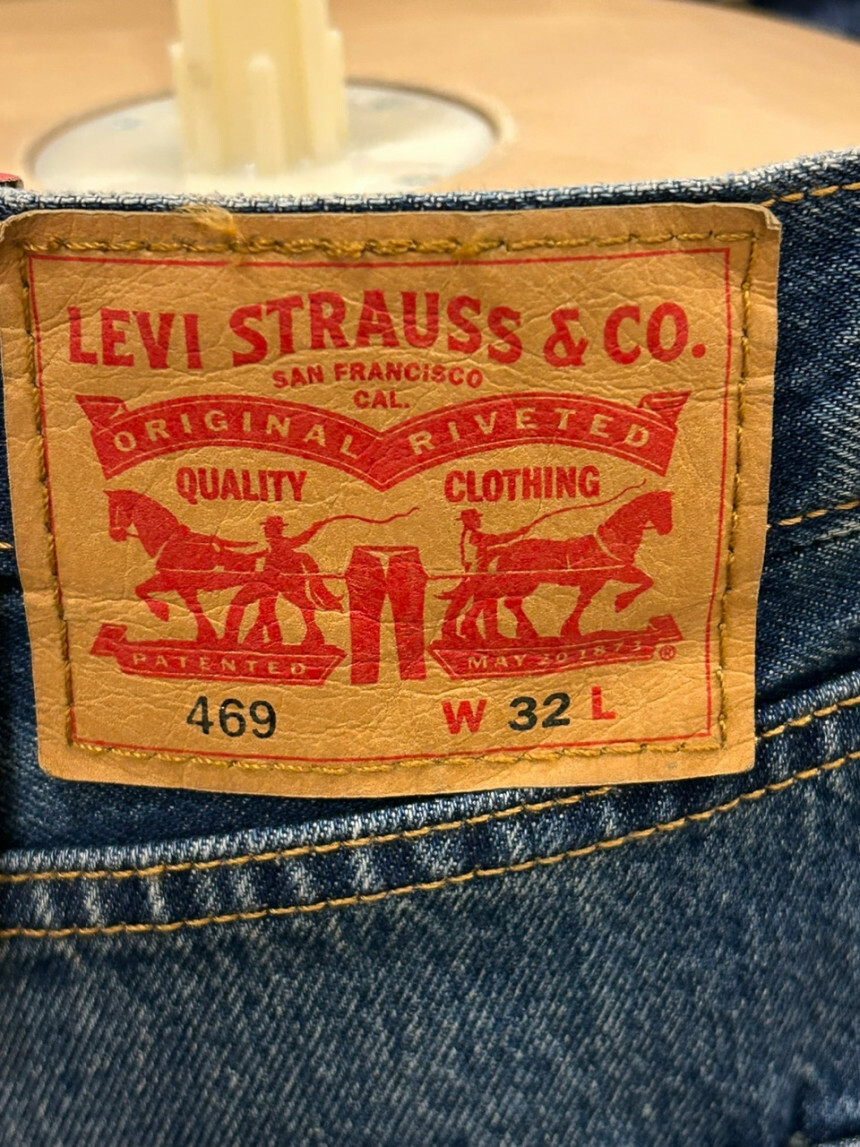 LEVI STRAUSS & CO.
SAN FRANCISCO
CAL.
ORIGINAL RIVETED
QUALITY CLOTHING
PATENTED MAY 20 1873 ®
469 W 32 L